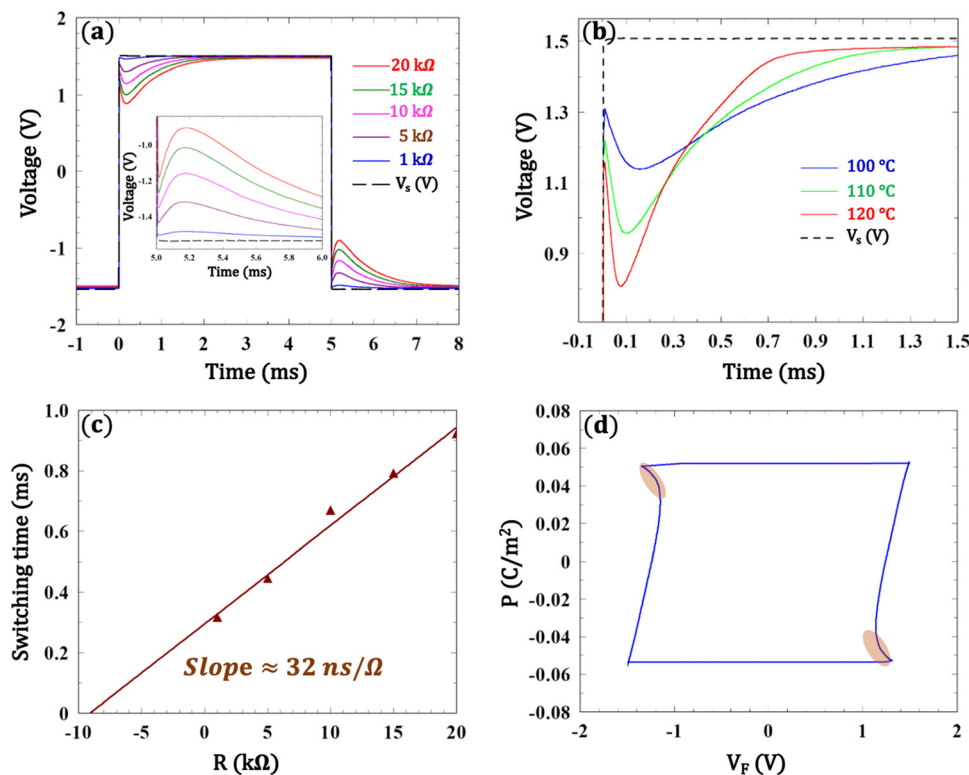 (a)
2
1
0
-1
-2
Voltage (V)
-1 0 1 2 3 4 5 6 7 8
Time (ms)
20 kΩ
15 kΩ
10 kΩ
5 kΩ
1 kΩ
Vs (V)
-1.0
-1.2
-1.4
Voltage (V)
5.0 5.2 5.4 5.6 5.8 6.0
Time (ms)
(b)
1.5
1.3
1.1
0.9
Voltage (V)
-0.1 0.1 0.3 0.5 0.7 0.9 1.1 1.3 1.5
Time (ms)
100 °C
110 °C
120 °C
Vs (V)
(c)
1.0
0.8
0.6
0.4
0.2
0
Switching time (ms)
Slope ≈ 32 ns/Ω
-10 -5 0 5 10 15 20
R (kΩ)
(d)
0.08
0.06
0.04
0.02
0
-0.02
-0.04
-0.06
-0.08
P (C/m²)
-2 -1 0 1 2
VF (V)